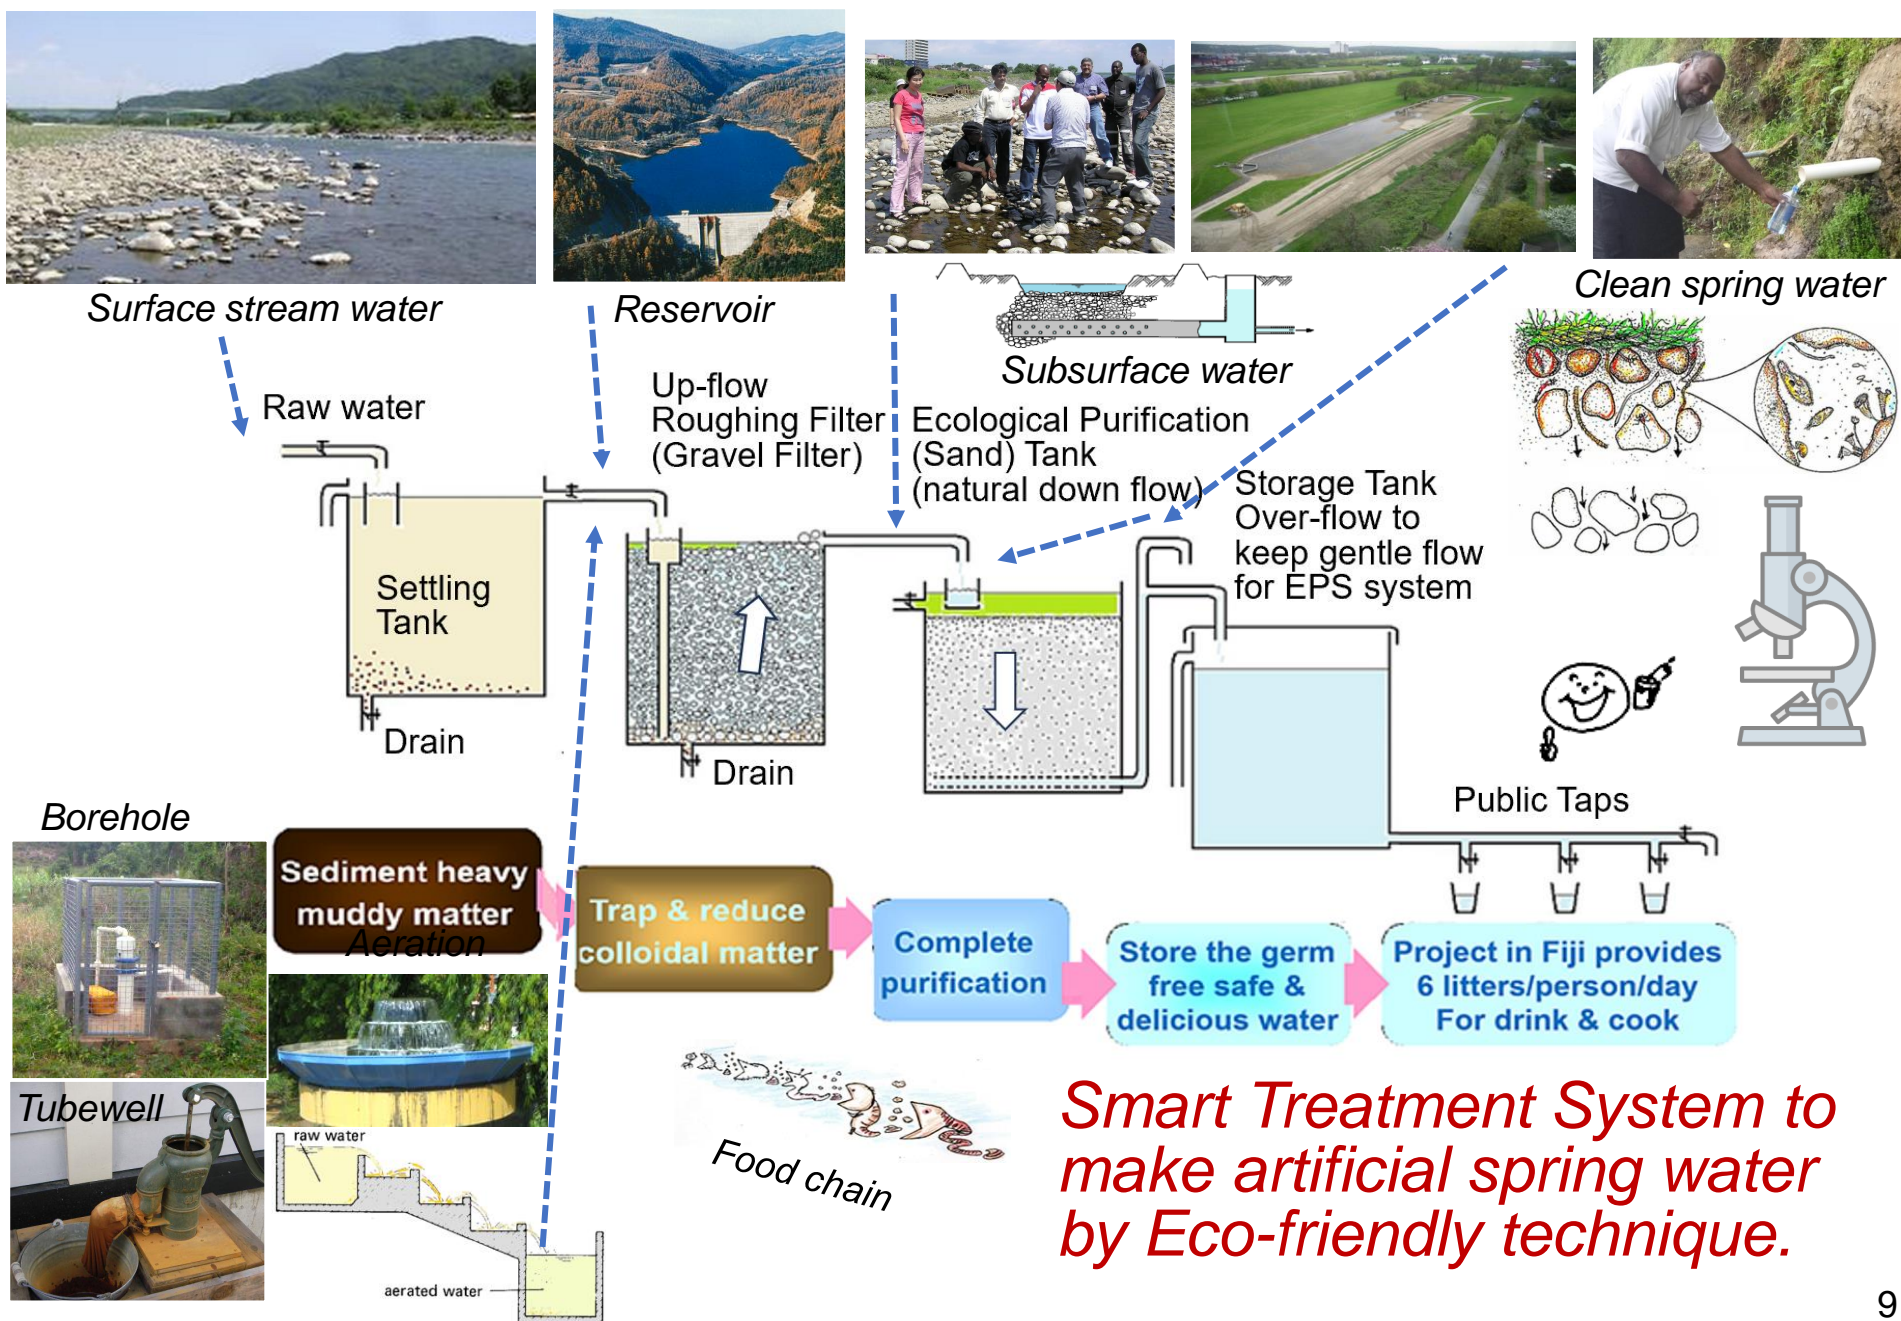 Surface stream water
Reservoir
Subsurface water
Clean spring water
Raw water
Up-flow
Roughing Filter
(Gravel Filter)
Ecological Purification
(Sand) Tank
(natural down flow)
Storage Tank
Over-flow to
keep gentle flow
for EPS system
Settling
Tank
Drain
Drain
Public Taps
Borehole
Sediment heavy
muddy matter
Aeration
Trap & reduce
colloidal matter
Complete
purification
Store the germ
free safe &
delicious water
Project in Fiji provides
6 litters/person/day
For drink & cook
Tubewell
raw water
aerated water
Food chain
Smart Treatment System to
make artificial spring water
by Eco-friendly technique.
9